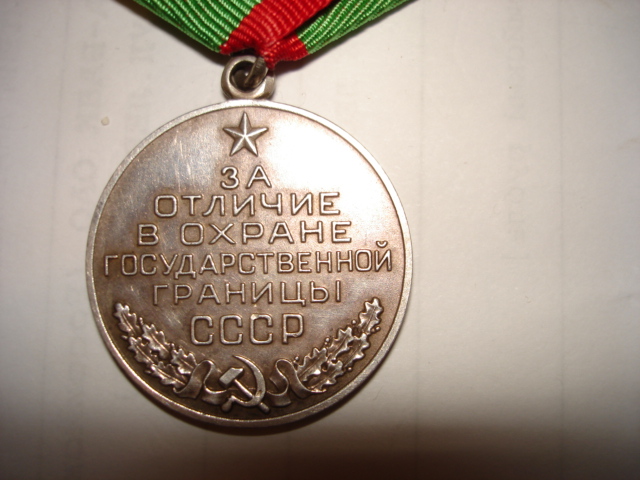 ЗА
ОТЛИЧИЕ
В ОХРАНЕ
ГОСУДАРСТВЕННОЙ
ГРАНИЦЫ
СССР